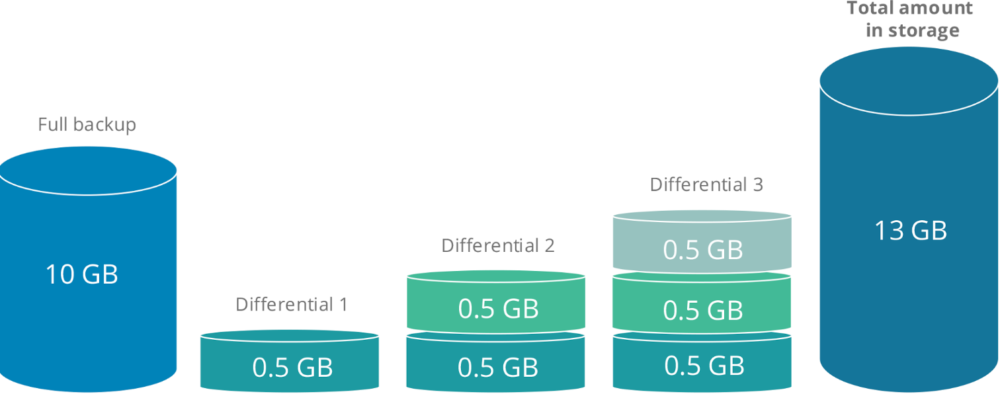 Total amount
in storage
Full backup
10 GB
Differential 1
0.5 GB
Differential 2
0.5 GB
0.5 GB
Differential 3
0.5 GB
0.5 GB
0.5 GB
13 GB